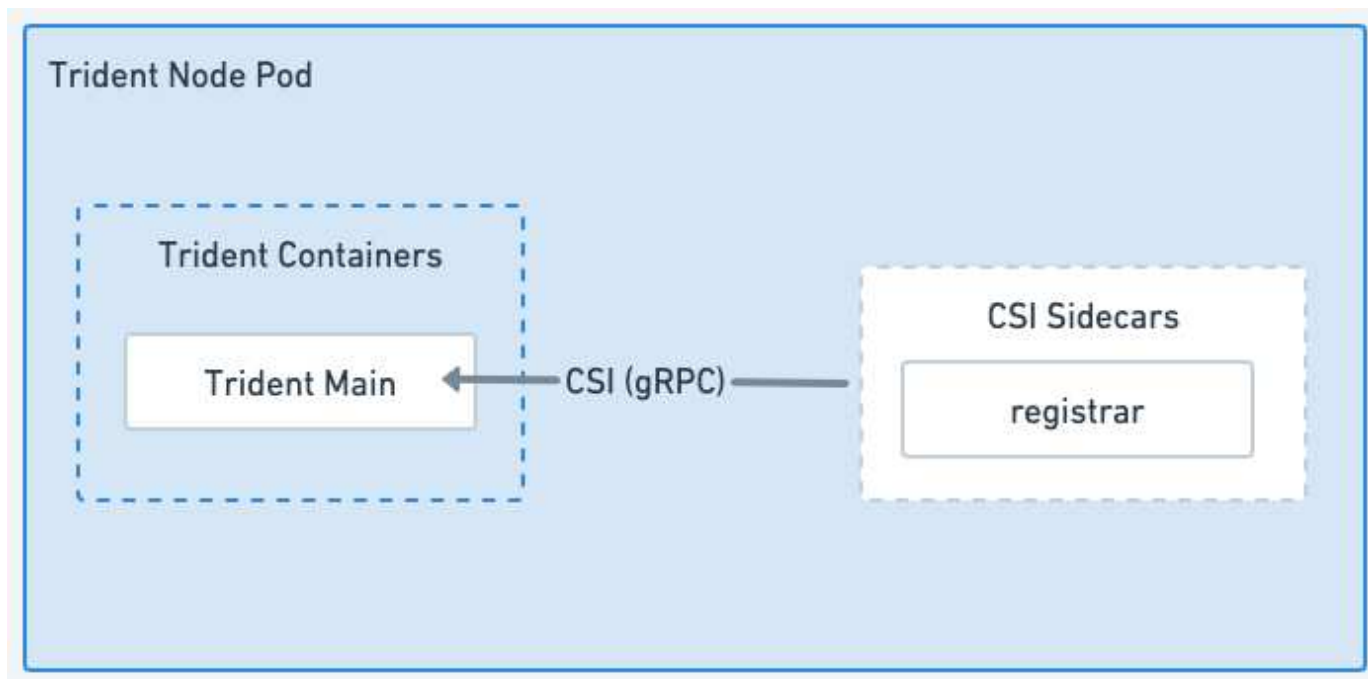 Trident Node Pod
Trident Containers
Trident Main
CSI (gRPC)
CSI Sidecars
registrar